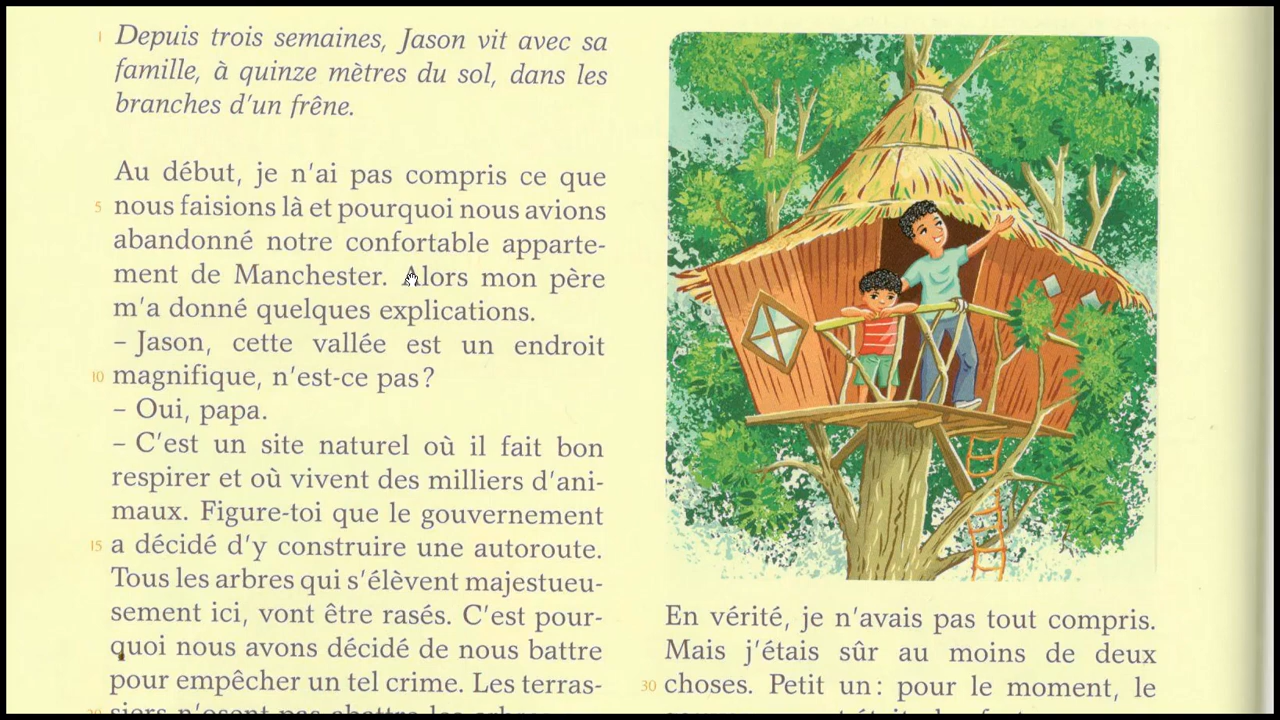 1 Depuis trois semaines, Jason vit avec sa
famille, à quinze mètres du sol, dans les
branches d'un frêne.
Au début, je n'ai pas compris ce que
5 nous faisions là et pourquoi nous avions
abandonné notre confortable apparte-
ment de Manchester. Alors mon père
m'a donné quelques explications.
– Jason, cette vallée est un endroit
10 magnifique, n'est-ce pas?
– Oui, papa.
– C'est un site naturel où il fait bon
respirer et où vivent des milliers d'ani-
maux. Figure-toi que le gouvernement
15 a décidé d'y construire une autoroute.
Tous les arbres qui s'élèvent majestueu-
sement ici, vont être rasés. C'est pour-
quoi nous avons décidé de nous battre
pour empêcher un tel crime. Les terras-
siers n'osent pas abattre les
En vérité, je n'avais pas tout compris.
Mais j'étais sûr au moins de deux
30 choses. Petit un : pour le moment, le